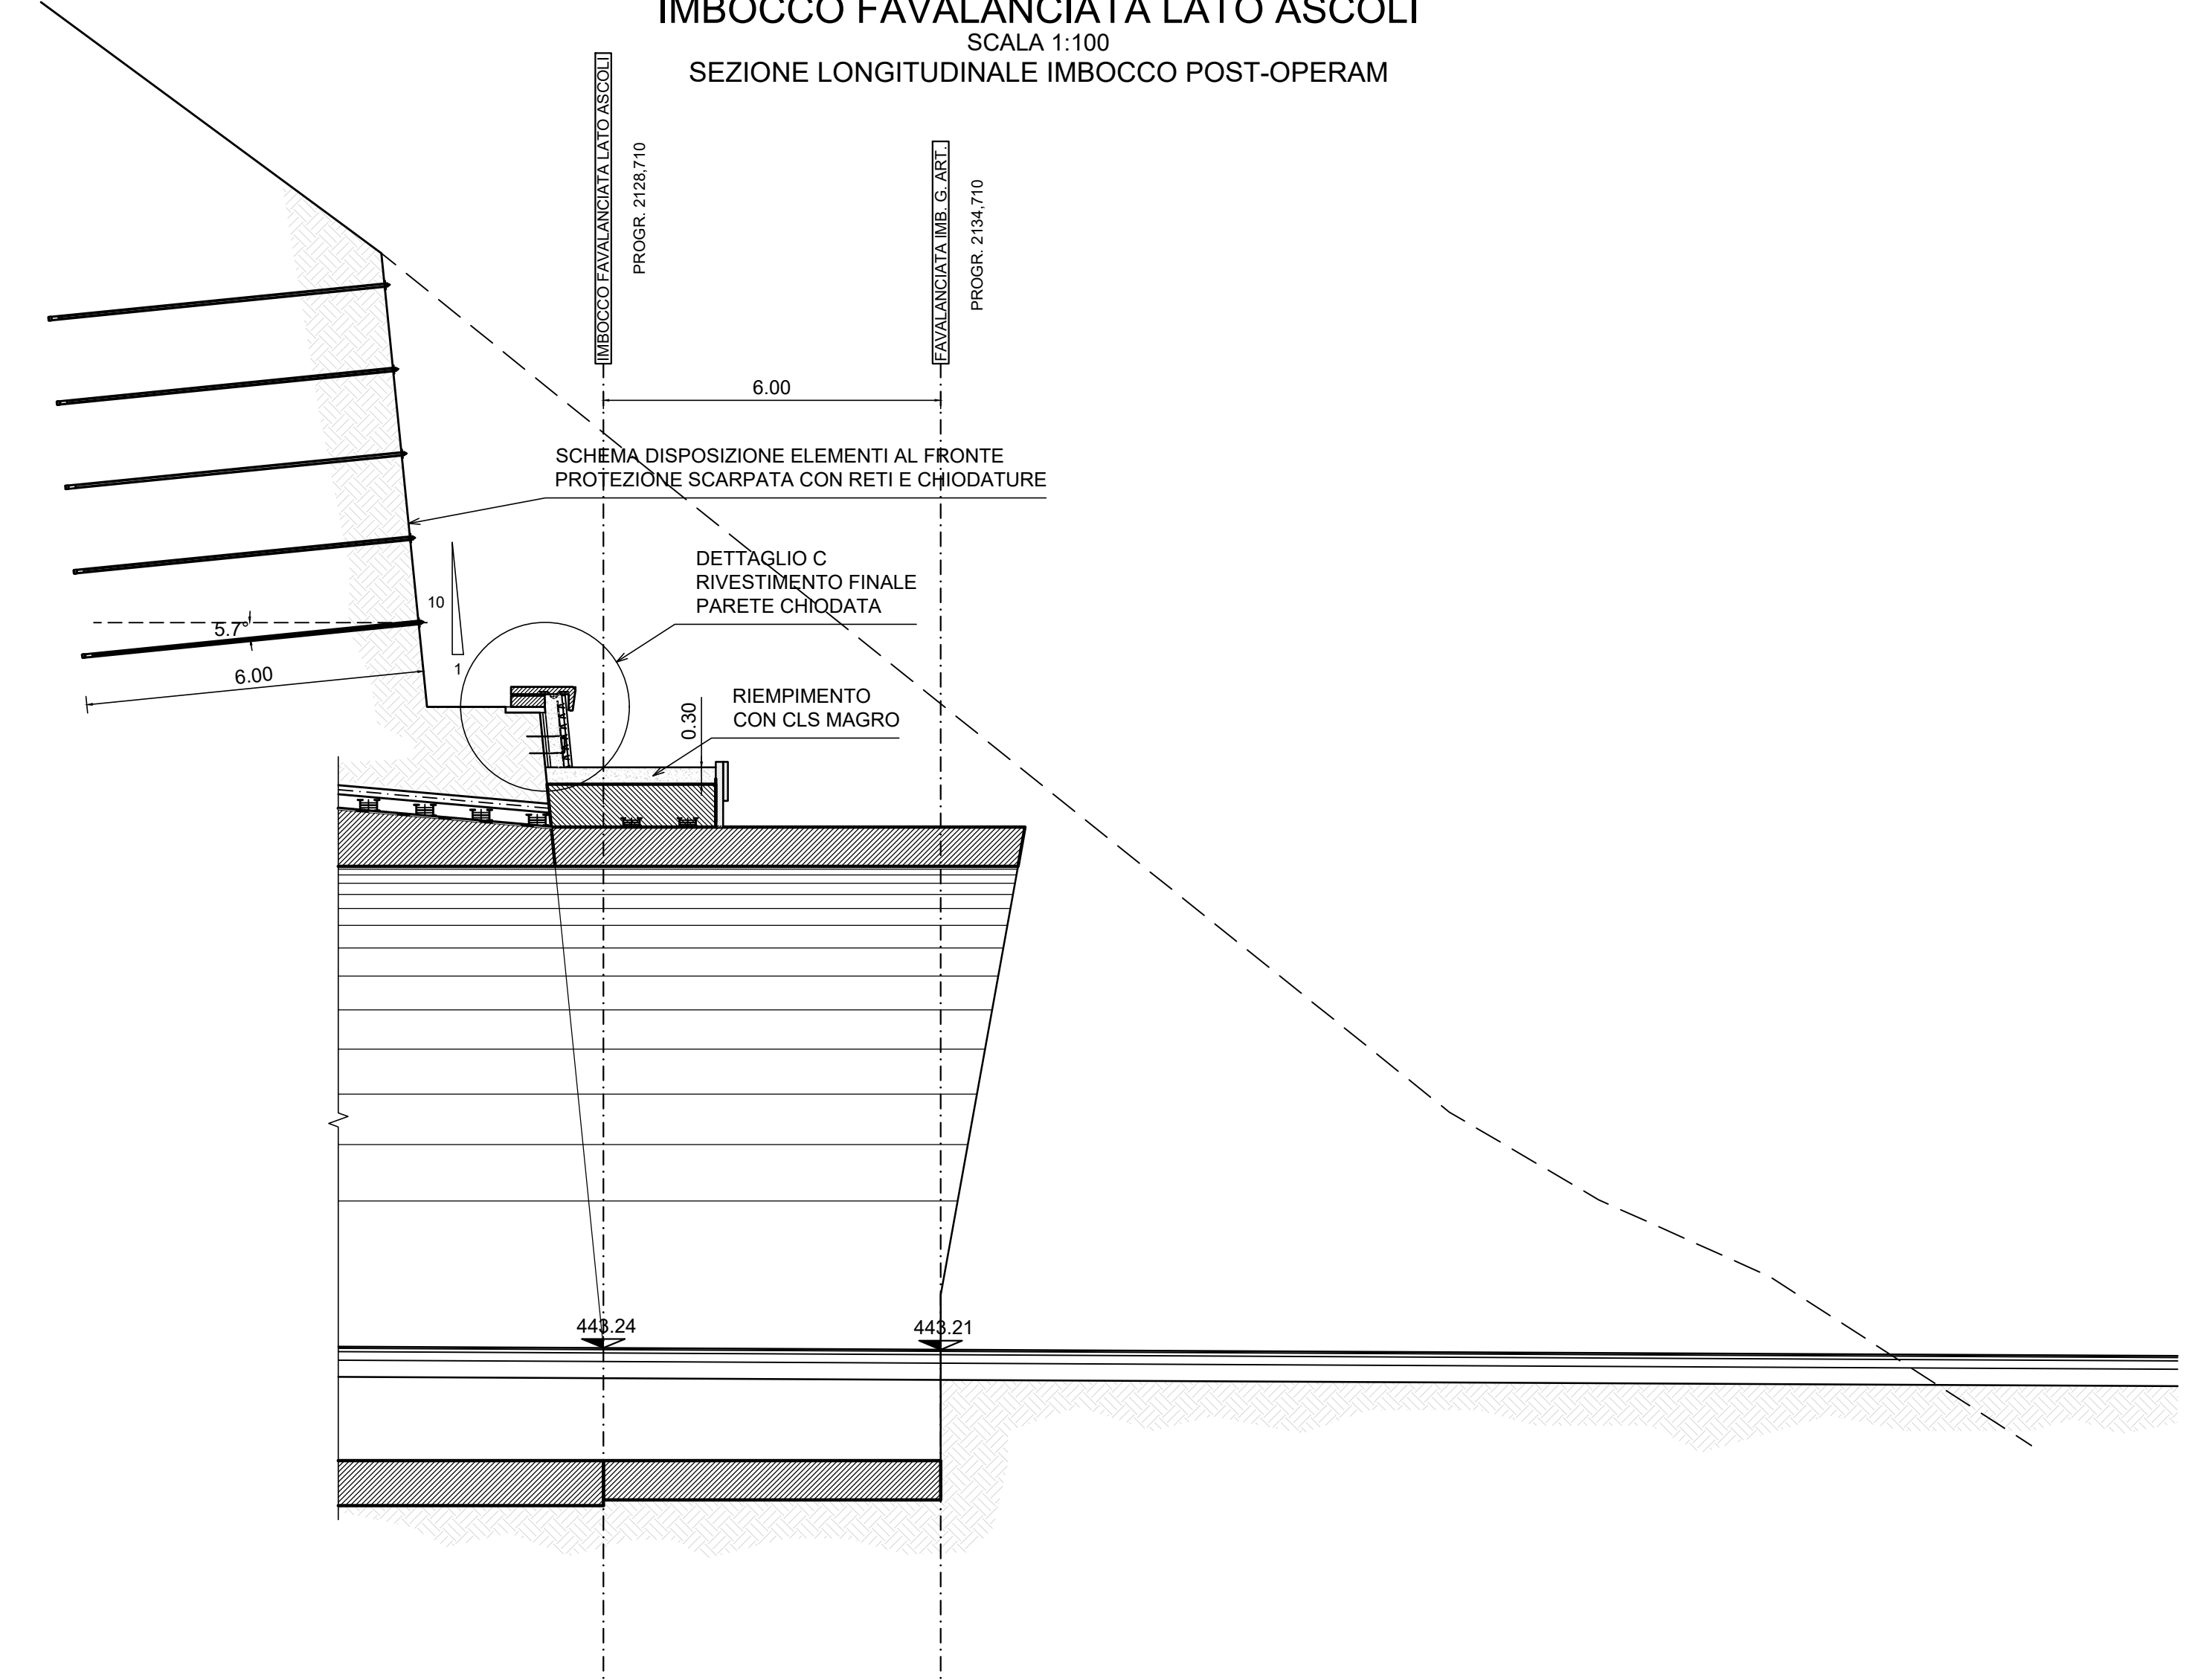 IMBOCCO FAVALANCIATA LATO ASCOLI
SCALA 1:100
SEZIONE LONGITUDINALE IMBOCCO POST-OPERAM
IMBOCCO FAVALANCIATA LATO ASCOLI
PROGR. 2128,710
FAVALANCIATA IMB. G. ART.
PROGR. 2134,710
6.00
SCHEMA DISPOSIZIONE ELEMENTI AL FRONTE
PROTEZIONE SCARPATA CON RETI E CHIODATURE
DETTAGLIO C
RIVESTIMENTO FINALE
PARETE CHIODATA
10
1
5.7°
6.00
RIEMPIMENTO
CON CLS MAGRO
0.30
443.24
443.21